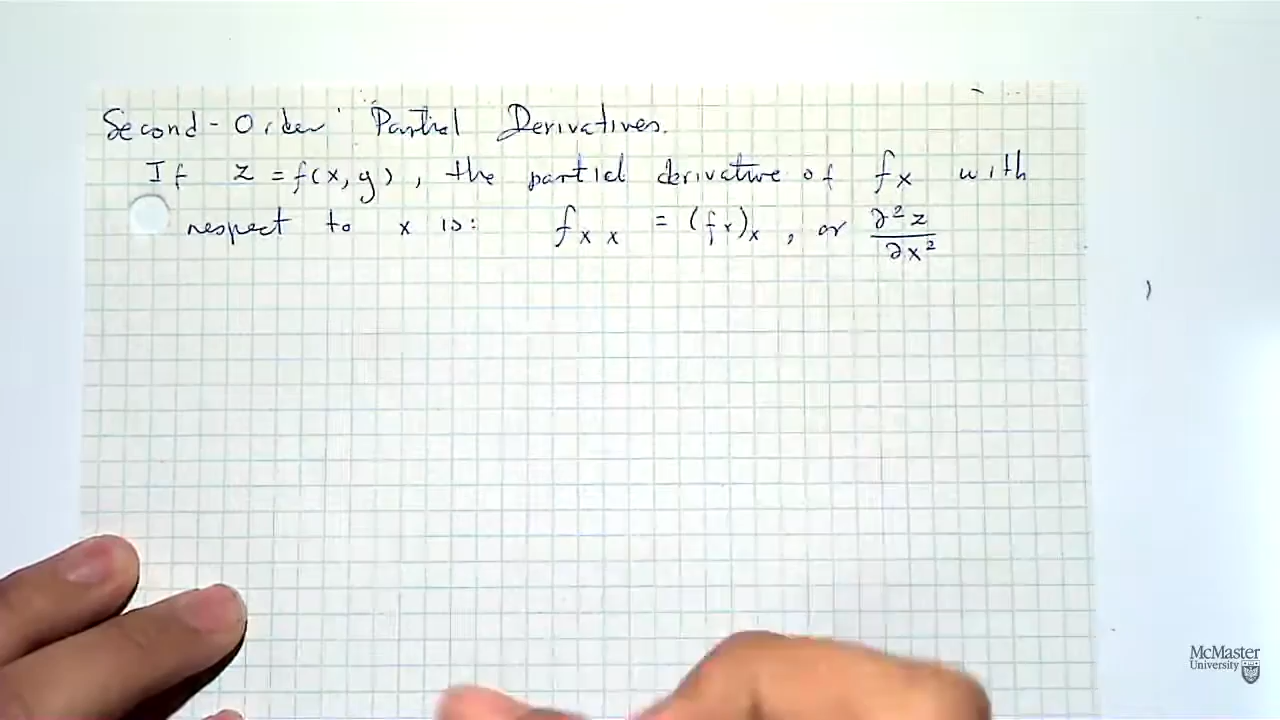 Second-Order Partial Derivatives.
If z = f(x,y), the partial derivative of fₓ with
respect to x is: fₓₓ = (fₓ)ₓ, or ∂²z/∂x²
McMaster
University